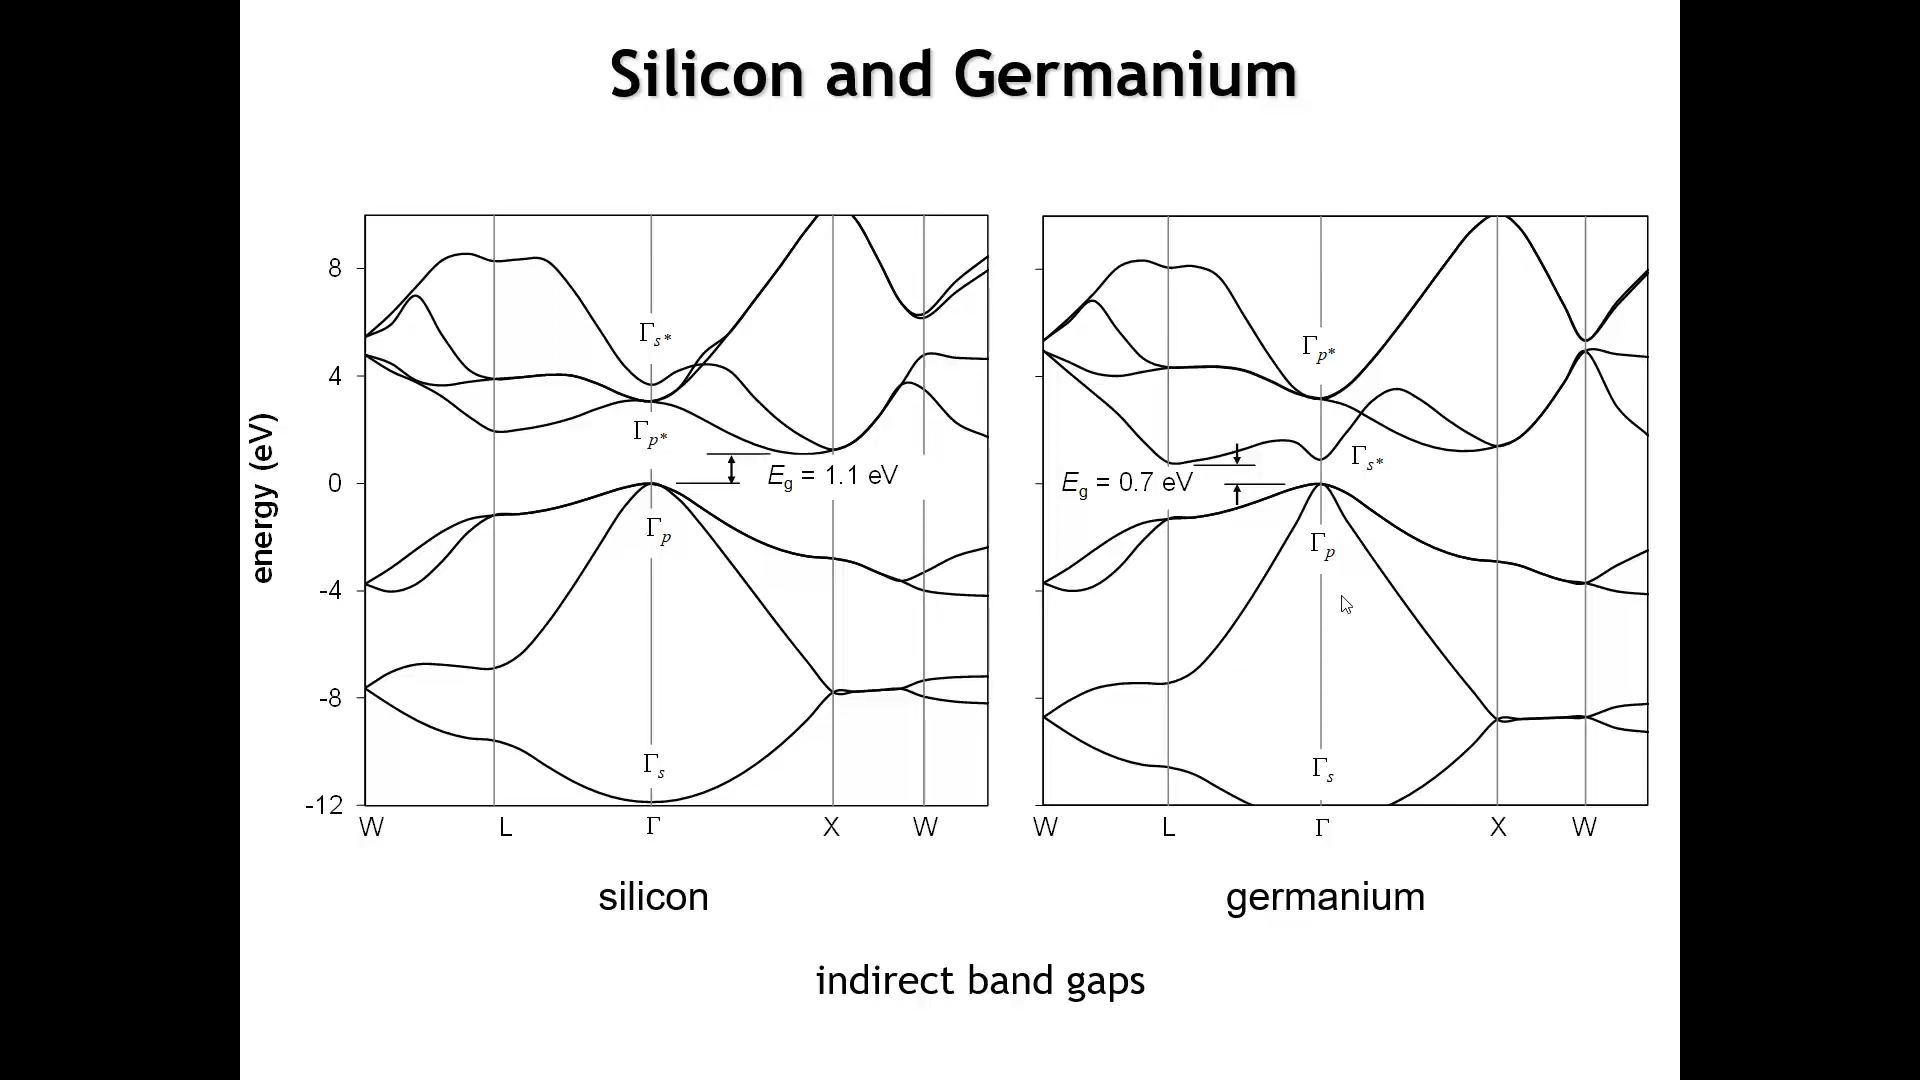 Silicon and Germanium
energy (eV)
8
4
0
-4
-8
-12
Γs*
Γp*
Eg = 1.1 eV
Γp
Γs
W L Γ X W
silicon
Γp*
Γs*
Eg = 0.7 eV
Γp
Γs
W L Γ X W
germanium
indirect band gaps